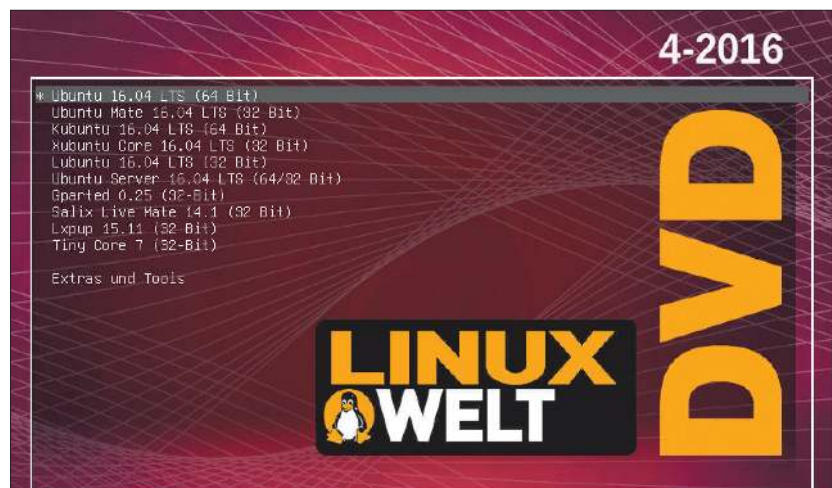 4-2016
* Ubuntu 16.04 LTS (64 Bit)
Ubuntu Mate 16.04 LTS (32 Bit)
Kubuntu 16.04 LTS (64 Bit)
Xubuntu Core 16.04 LTS (32 Bit)
Lubuntu 16.04 LTS (32 Bit)
Ubuntu Server 16.04 LTS (64/32 Bit)
Gparted 0.25 (32-Bit)
Salix Live Mate 14.1 (32 Bit)
Lxpup 15.11 (32-Bit)
Tiny Core 7 (32-Bit)
Extras und Tools
DVD
LINUX
WELT